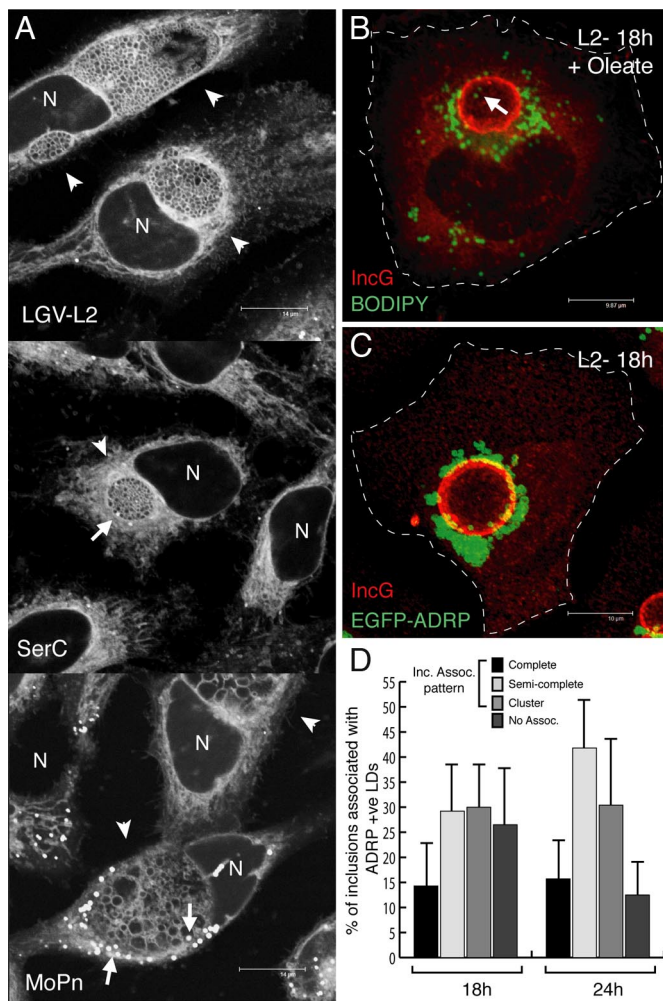 A
N
N
LGV-L2
14 µm
N
N
SerC
N
N
N
MoPn
14 µm
B
L2- 18h
+ Oleate
IncG
BODIPY
9.87 µm
C
L2- 18h
IncG
EGFP-ADRP
10 µm
D
Inc. Assoc.
pattern
Complete
Semi-complete
Cluster
No Assoc.
% of inclusions associated with
ADRP +ve LDs
55
50
45
40
35
30
25
20
15
10
5
0
18h
24h